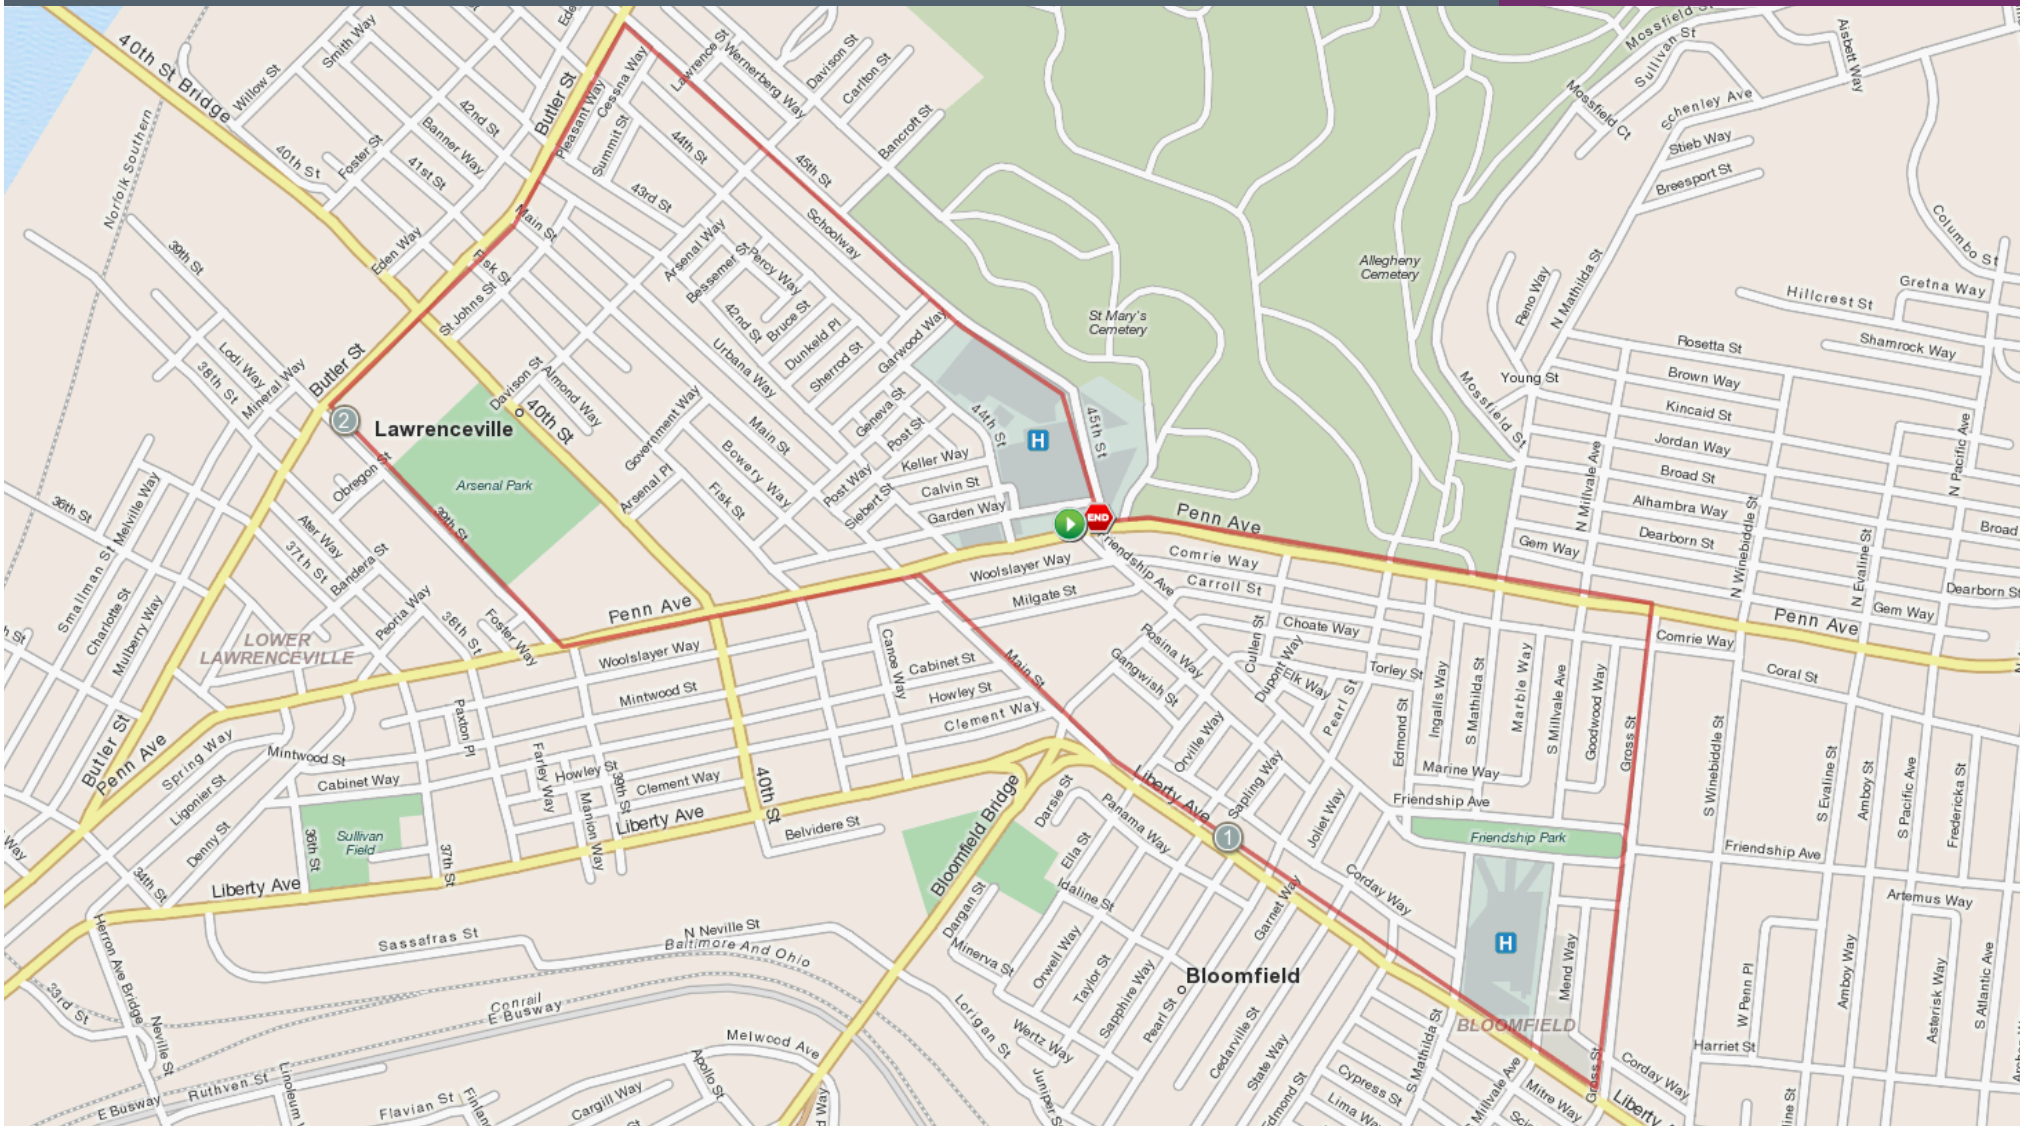 40th St Bridge
Smith Way
Willow St
Butler St
Pleasant Way
Cessna Way
Summit St
Lawrence St
Wernerberg Way
Davison St
Carlton St
Bancroft St
Mossfield St
Sullivan St
Aisbett Way
Mossfield Ct
Schenley Ave
Stieb Way
Breesport St
Columbo St
Norfolk Southern
42nd St
Banner Way
41st St
Foster St
40th St
44th St
45th St
43rd St
Schoolway
Main St
Eden Way
Fisk St
St Johns St
39th St
Arsenal Way
Bessemer St
Percy Way
42nd St
Bruce St
Dunkeld Pl
Sherrod St
Garwood Way
Urbana Way
St Mary's
Cemetery
Allegheny
Cemetery
Reno Way
N Mathilda St
Hillcrest St
Gretna Way
Shamrock Way
Rosetta St
Brown Way
Kincaid St
Jordan Way
Broad St
Alhambra Way
Dearborn St
Gem Way
Young St
Mossfield St
N Millvale Ave
N Winebiddle St
N Evaline St
N Pacific Ave
Broad
Dearborn St
Gem Way
Lodi Way
38th St
Mineral Way
Butler St
2
Lawrenceville
Davison St
Almond Way
40th St
Government Way
Arsenal Pl
Main St
Bowery Way
Fisk St
Geneva St
Post St
Post Way
Siebert St
Keller Way
Calvin St
Garden Way
44th St
45th St
H
END
Penn Ave
Arsenal Park
Obregon St
39th St
36th St
Melville Way
Smallman St
Charlotte St
Mulberry Way
Ater Way
37th St
Bandera St
Peoria Way
38th St
Foster Way
LOWER
LAWRENCEVILLE
Penn Ave
Woolslayer Way
Mintwood St
Woolslayer Way
Milgate St
Friendship Ave
Comrie Way
Carroll St
Choate Way
Cullen St
Dupont Way
Elk Way
Torley St
Pearl St
Edmond St
Ingalls Way
S Mathilda St
Marble Way
S Millvale Ave
Goodwood Way
Gross St
Penn Ave
Comrie Way
Coral St
Canoe Way
Cabinet St
Howley St
Clement Way
Main St
Rosina Way
Gangwish St
Orville Way
Sapling Way
Joliet Way
Marine Way
Friendship Ave
Friendship Park
Friendship Ave
S Winebiddle St
S Evaline St
Amboy St
S Pacific Ave
Fredericka St
Artemus Way
Butler St
Penn Ave
Spring Way
Ligonier St
Denny St
Mintwood St
Cabinet Way
Paxton Pl
Farley Way
Howley St
Manion Way
39th St
Clement Way
Liberty Ave
40th St
Belvidere St
Sullivan
Field
36th St
37th St
34th St
Liberty Ave
Bloomfield Bridge
Darsie St
Panama Way
Liberty Ave
1
Ella St
Idaline St
Dargan St
Minerva St
Orwell Way
Taylor St
Sapphire Way
Pearl St
Garnet Way
Corday Way
Bloomfield
H
Mend Way
BLOOMFIELD
W Penn Pl
Amboy Way
Asterisk Way
S Atlantic Ave
Harriet St
Sassafras St
N Neville St
Baltimore And Ohio
Conrail
E Busway
Herron Ave Bridge
Neville St
33rd St
E Busway
Ruthven St
Flavian St
Cargill Way
Apollo St
Melwood Ave
Lorigan St
Wertz Way
Cedarville St
State Way
Cypress St
Lima Way
S Mathilda St
Mitre Way
Gross St
Corday Way
Liberty